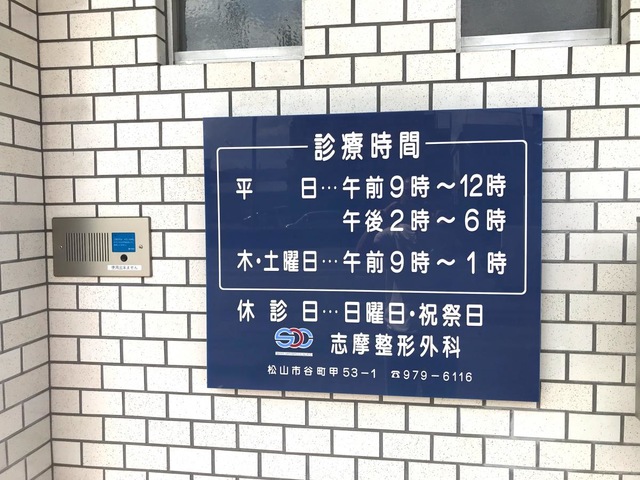 診療時間
平 日…午前9時～12時
午後2時～6時
木・土曜日…午前9時～1時
休診日…日曜日・祝祭日
SOC 志摩整形外科
松山市谷町甲53-1 ☎979-6116